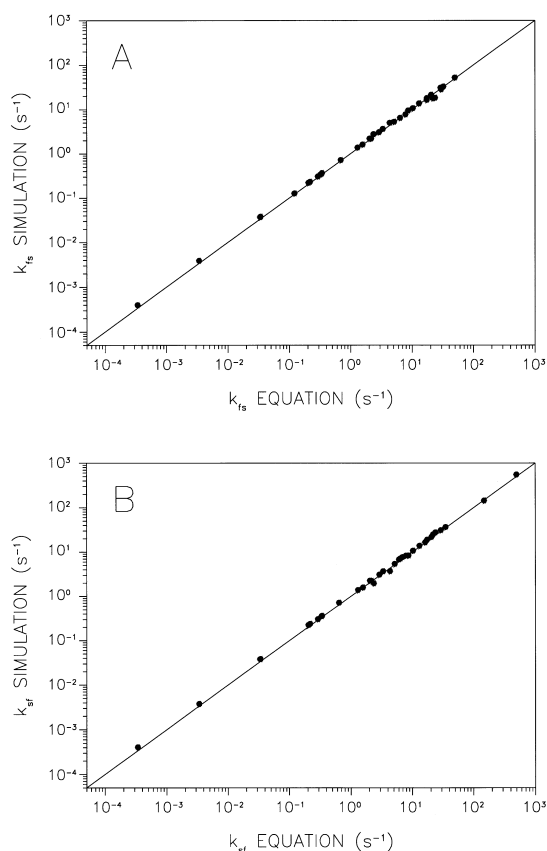 A
10³
10²
10¹
10⁰
10⁻¹
10⁻²
10⁻³
10⁻⁴
k_fs SIMULATION (s⁻¹)
10⁻⁴ 10⁻³ 10⁻² 10⁻¹ 10⁰ 10¹ 10² 10³
k_fs EQUATION (s⁻¹)
B
10³
10²
10¹
10⁰
10⁻¹
10⁻²
10⁻³
10⁻⁴
k_sf SIMULATION (s⁻¹)
10⁻⁴ 10⁻³ 10⁻² 10⁻¹ 10⁰ 10¹ 10² 10³
k_sf EQUATION (s⁻¹)